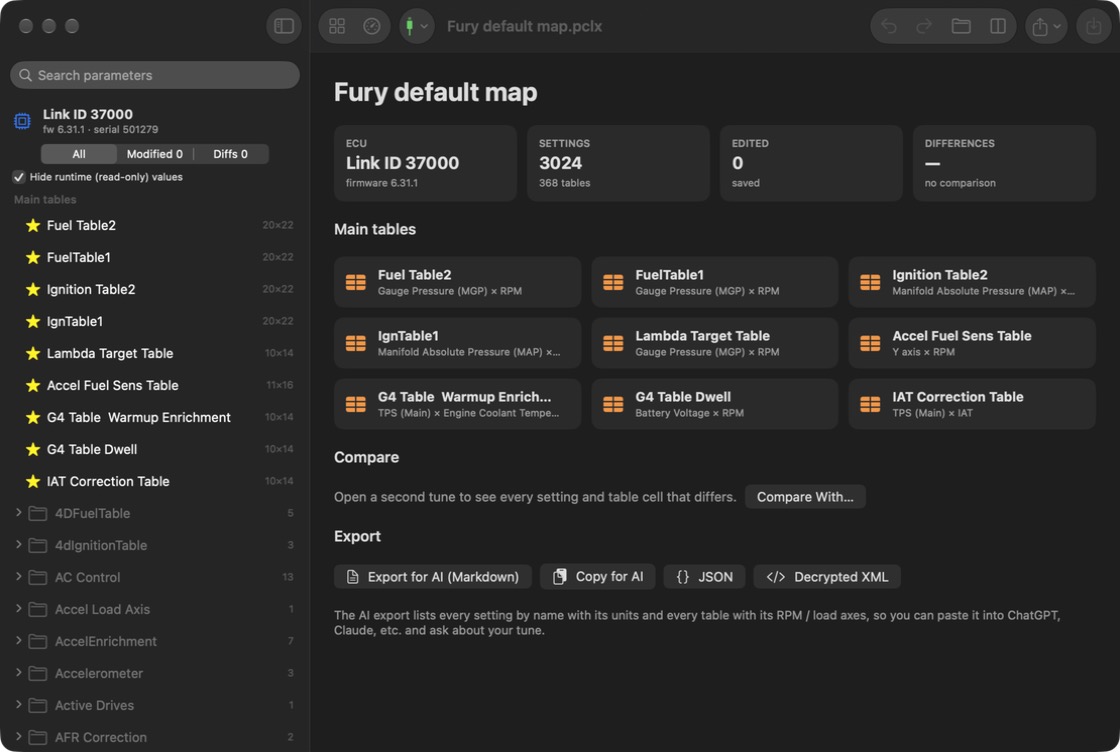 Fury default map.pclx
Search parameters
Link ID 37000
fw 6.31.1 · serial 501279
All
Modified 0
Diffs 0
Hide runtime (read-only) values
Main tables
Fuel Table2 20×22
FuelTable1 20×22
Ignition Table2 20×22
IgnTable1 20×22
Lambda Target Table 10×14
Accel Fuel Sens Table 11×16
G4 Table  Warmup Enrichment 10×14
G4 Table Dwell 10×14
IAT Correction Table 10×14
4DFuelTable 5
4dIgnitionTable 3
AC Control 13
Accel Load Axis 1
AccelEnrichment 7
Accelerometer 3
Active Drives 1
AFR Correction 2
Fury default map
ECU
Link ID 37000
firmware 6.31.1
SETTINGS
3024
368 tables
EDITED
0
saved
DIFFERENCES
—
no comparison
Main tables
Fuel Table2
Gauge Pressure (MGP) × RPM
FuelTable1
Gauge Pressure (MGP) × RPM
Ignition Table2
Manifold Absolute Pressure (MAP) ×...
IgnTable1
Manifold Absolute Pressure (MAP) ×...
Lambda Target Table
Gauge Pressure (MGP) × RPM
Accel Fuel Sens Table
Y axis × RPM
G4 Table  Warmup Enrich...
TPS (Main) × Engine Coolant Tempe...
G4 Table Dwell
Battery Voltage × RPM
IAT Correction Table
TPS (Main) × IAT
Compare
Open a second tune to see every setting and table cell that differs.
Compare With...
Export
Export for AI (Markdown)
Copy for AI
{} JSON
</> Decrypted XML
The AI export lists every setting by name with its units and every table with its RPM / load axes, so you can paste it into ChatGPT,
Claude, etc. and ask about your tune.